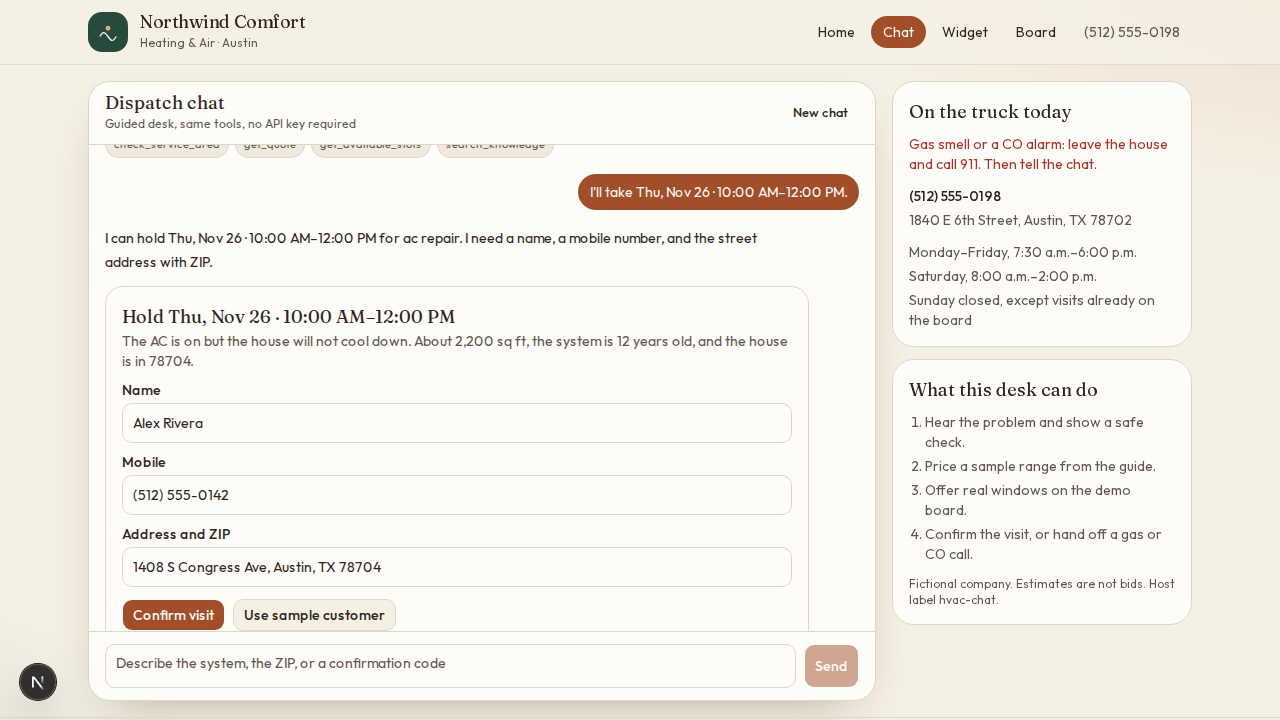 Northwind Comfort
Heating & Air · Austin
Home
Chat
Widget
Board
(512) 555-0198
Dispatch chat
Guided desk, same tools, no API key required
New chat
check_service_area
get_quote
get_available_slots
search_knowledge
I'll take Thu, Nov 26 · 10:00 AM–12:00 PM.
I can hold Thu, Nov 26 · 10:00 AM–12:00 PM for ac repair. I need a name, a mobile number, and the street
address with ZIP.
Hold Thu, Nov 26 · 10:00 AM–12:00 PM
The AC is on but the house will not cool down. About 2,200 sq ft, the system is 12 years old, and the house
is in 78704.
Name
Alex Rivera
Mobile
(512) 555-0142
Address and ZIP
1408 S Congress Ave, Austin, TX 78704
Confirm visit
Use sample customer
Describe the system, the ZIP, or a confirmation code
Send
On the truck today
Gas smell or a CO alarm: leave the house
and call 911. Then tell the chat.
(512) 555-0198
1840 E 6th Street, Austin, TX 78702
Monday–Friday, 7:30 a.m.–6:00 p.m.
Saturday, 8:00 a.m.–2:00 p.m.
Sunday closed, except visits already on
the board
What this desk can do
1. Hear the problem and show a safe
check.
2. Price a sample range from the guide.
3. Offer real windows on the demo
board.
4. Confirm the visit, or hand off a gas or
CO call.
Fictional company. Estimates are not bids. Host
label hvac-chat.
N